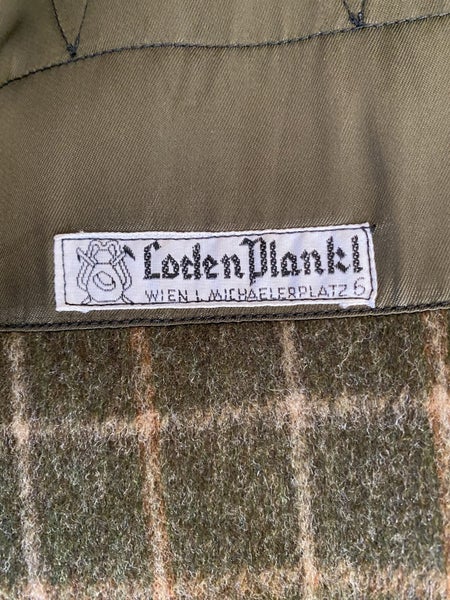 Loden Plankl
WIEN I. MICHAELERPLATZ 6